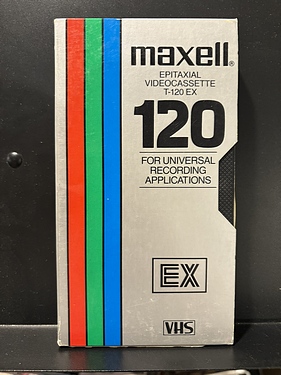 maxell®
EPITAXIAL
VIDEOCASSETTE
T-120 EX
120
FOR UNIVERSAL
RECORDING
APPLICATIONS
EX
VHS